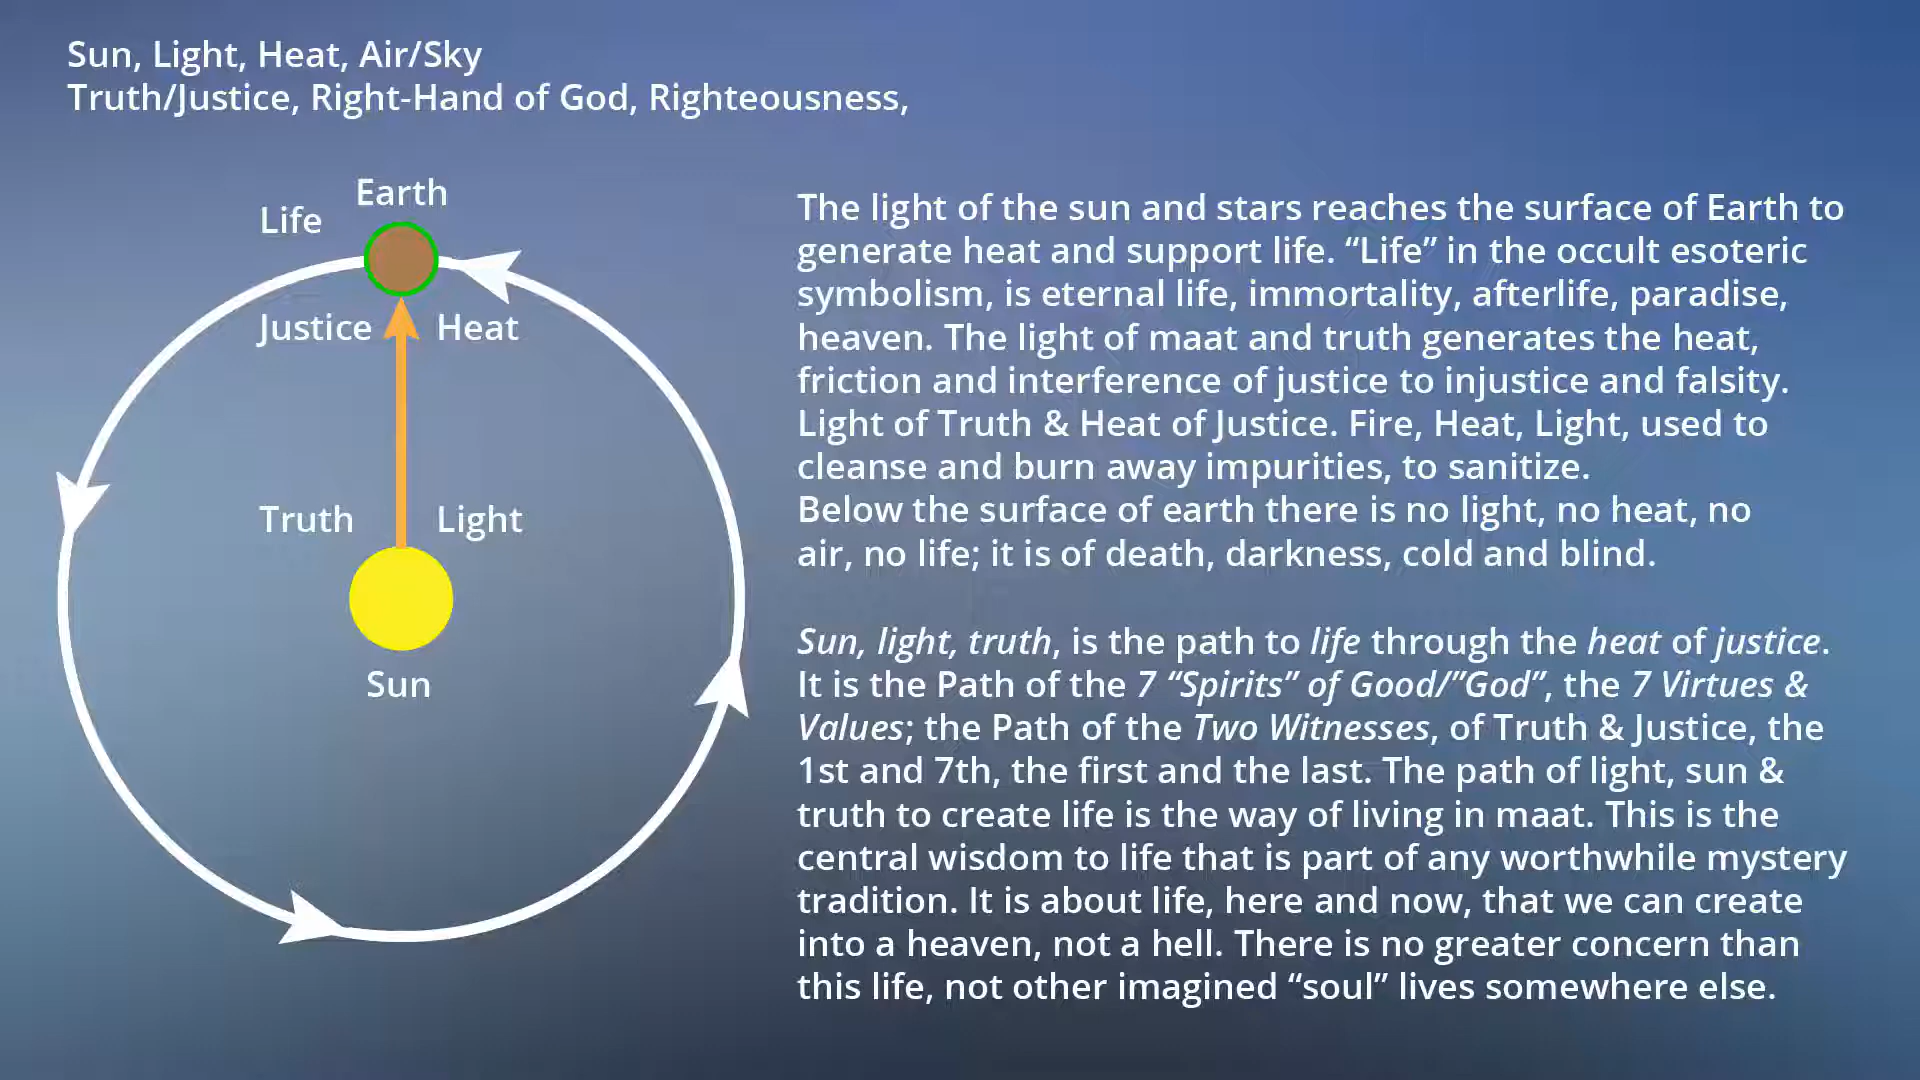 Sun, Light, Heat, Air/Sky
Truth/Justice, Right-Hand of God, Righteousness,
Earth
Life
Justice
Heat
Truth
Light
Sun
The light of the sun and stars reaches the surface of Earth to
generate heat and support life. “Life” in the occult esoteric
symbolism, is eternal life, immortality, afterlife, paradise,
heaven. The light of maat and truth generates the heat,
friction and interference of justice to injustice and falsity.
Light of Truth & Heat of Justice. Fire, Heat, Light, used to
cleanse and burn away impurities, to sanitize.
Below the surface of earth there is no light, no heat, no
air, no life; it is of death, darkness, cold and blind.
Sun, light, truth, is the path to life through the heat of justice.
It is the Path of the 7 “Spirits” of Good/”God”, the 7 Virtues &
Values; the Path of the Two Witnesses, of Truth & Justice, the
1st and 7th, the first and the last. The path of light, sun &
truth to create life is the way of living in maat. This is the
central wisdom to life that is part of any worthwhile mystery
tradition. It is about life, here and now, that we can create
into a heaven, not a hell. There is no greater concern than
this life, not other imagined “soul” lives somewhere else.